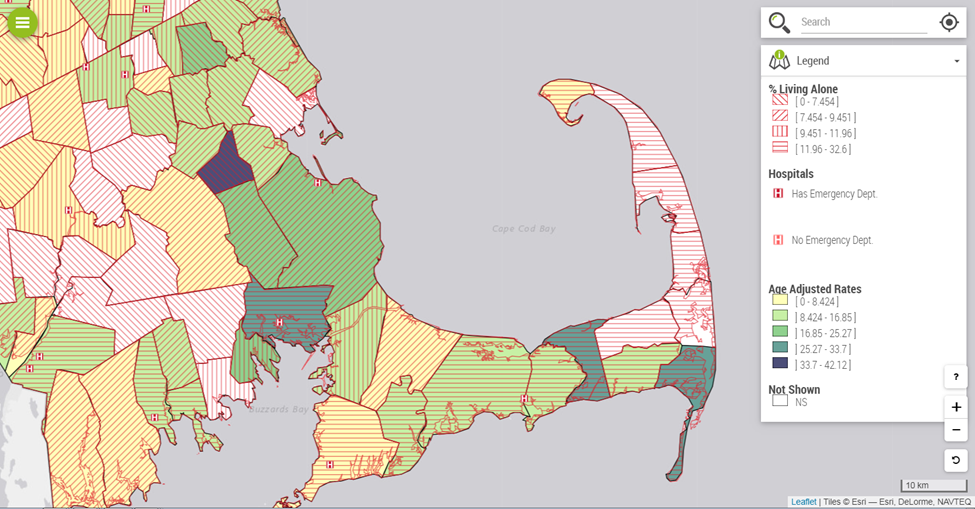 Search
Legend
% Living Alone
[ 0 - 7.454 ]
[ 7.454 - 9.451 ]
[ 9.451 - 11.96 ]
[ 11.96 - 32.6 ]
Hospitals
H Has Emergency Dept.
H No Emergency Dept.
Age Adjusted Rates
[ 0 - 8.424 ]
[ 8.424 - 16.85 ]
[ 16.85 - 25.27 ]
[ 25.27 - 33.7 ]
[ 33.7 - 42.12 ]
Not Shown
NS
Cape Cod Bay
Buzzards Bay
?
+
−
10 km
Leaflet | Tiles © Esri — Esri, DeLorme, NAVTEQ